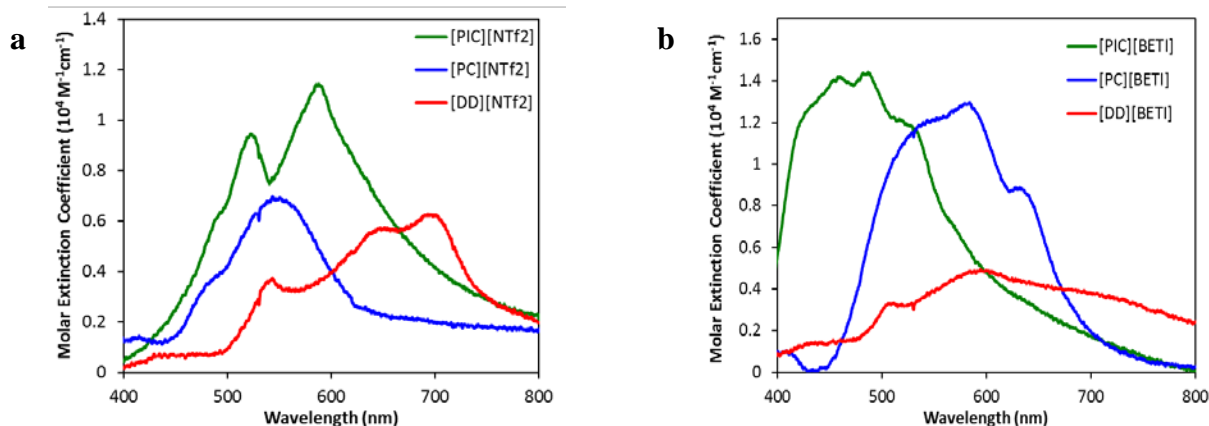 a
1.4
1.2
1
0.8
0.6
0.4
0.2
0
400 500 600 700 800
Molar Extinction Coefficient (10⁴ M⁻¹cm⁻¹)
Wavelength (nm)
[PIC][NTf2]
[PC][NTf2]
[DD][NTf2]
b
1.6
1.4
1.2
1
0.8
0.6
0.4
0.2
0
400 500 600 700 800
Molar Extinction Coefficient (10⁴ M⁻¹cm⁻¹)
Wavelength (nm)
[PIC][BETI]
[PC][BETI]
[DD][BETI]